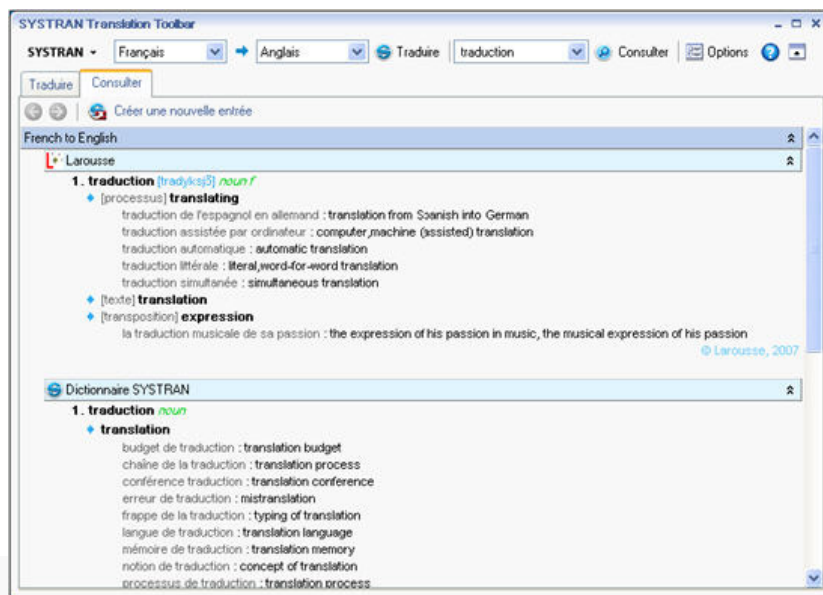 SYSTRAN Translation Toolbar
SYSTRAN Français Anglais Traduire traduction Consulter Options
Traduire Consulter
Créer une nouvelle entrée
French to English
Larousse
1. traduction [tradyksjɔ̃] noun f
[processus] translating
traduction de l'espagnol en allemand : translation from Spanish into German
traduction assistée par ordinateur : computer,machine (assisted) translation
traduction automatique : automatic translation
traduction littérale : literal,word-for-word translation
traduction simultanée : simultaneous translation
[texte] translation
[transposition] expression
la traduction musicale de sa passion : the expression of his passion in music, the musical expression of his passion
© Larousse, 2007
Dictionnaire SYSTRAN
1. traduction noun
translation
budget de traduction : translation budget
chaîne de la traduction : translation process
conférence traduction : translation conference
erreur de traduction : mistranslation
frappe de la traduction : typing of translation
langue de traduction : translation language
mémoire de traduction : translation memory
notion de traduction : concept of translation
processus de traduction : translation process